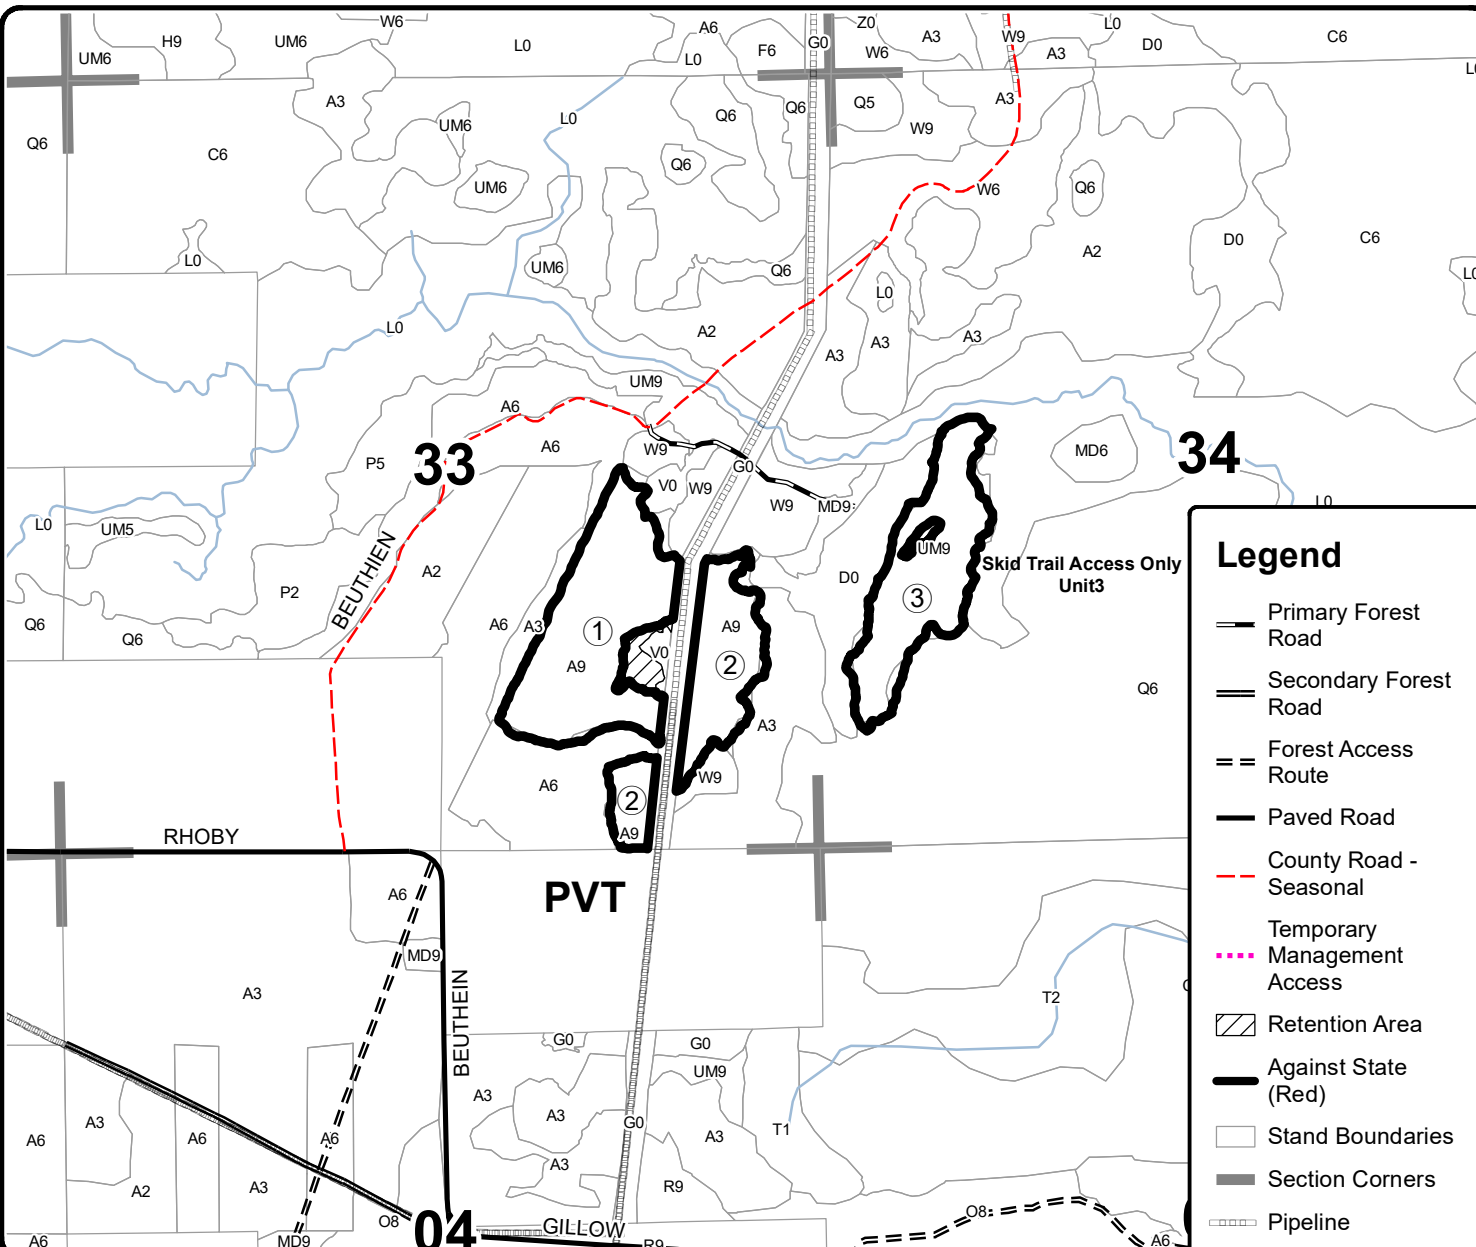 W6
A6
Z0
A3
W9
L0
H9
UM6
L0
F6
G0
W6
A3
D0
C6
UM6
L0
A3
Q6
Q6
Q5
A3
UM6
L0
Q6
W9
Q6
C6
Q6
UM6
W6
Q6
L0
UM6
Q6
A2
D0
C6
L0
L0
L0
A2
A3
A3
A3
UM9
A6
A6
W9
P5
33
G0
MD6
34
V0
W9
W9
MD9
L0
L0
UM5
BEUTHIEN
A2
P2
UM9
D0
Skid Trail Access Only
Unit3
3
Q6
Q6
A6
A3
1
A9
V0
A9
2
Q6
A3
A6
W9
2
A9
RHOBY
PVT
A6
MD9
A3
BEUTHEIN
T2
G0
G0
UM9
A3
A3
G0
A3
T1
A6
A3
A6
A6
A3
R9
A2
A3
O8
04
GILLOW
O8
A6
A6
MD9
R9
Legend
Primary Forest
Road
Secondary Forest
Road
Forest Access
Route
Paved Road
County Road -
Seasonal
Temporary
Management
Access
Retention Area
Against State
(Red)
Stand Boundaries
Section Corners
Pipeline